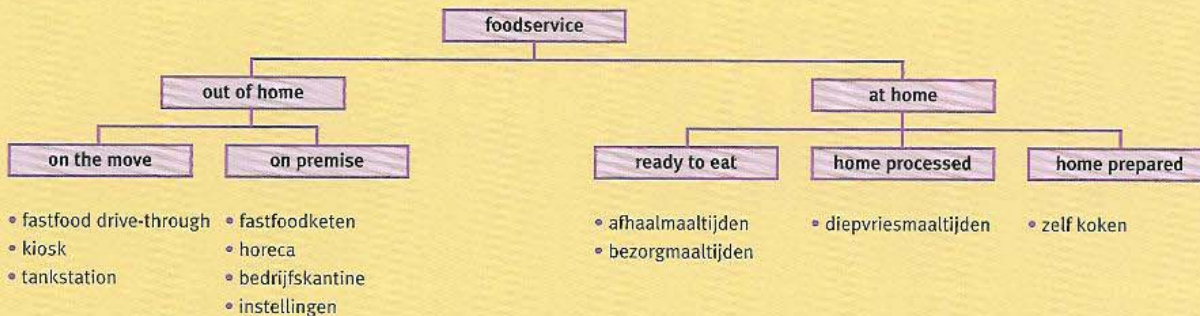 foodservice
out of home
at home
on the move
on premise
ready to eat
home processed
home prepared
• fastfood drive-through
• kiosk
• tankstation
• fastfoodketen
• horeca
• bedrijfskantine
• instellingen
• afhaalmaaltijden
• bezorgmaaltijden
• diepvriesmaaltijden
• zelf koken